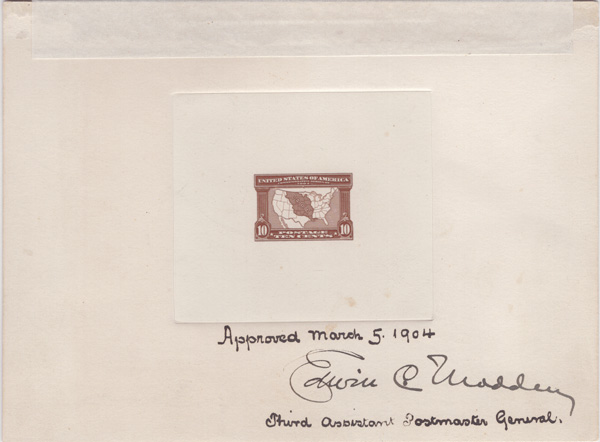 UNITED STATES OF AMERICA
10 POSTAGE 10
TEN CENTS
Approved March 5. 1904
Edwin C Madden
Third Assistant Postmaster General.